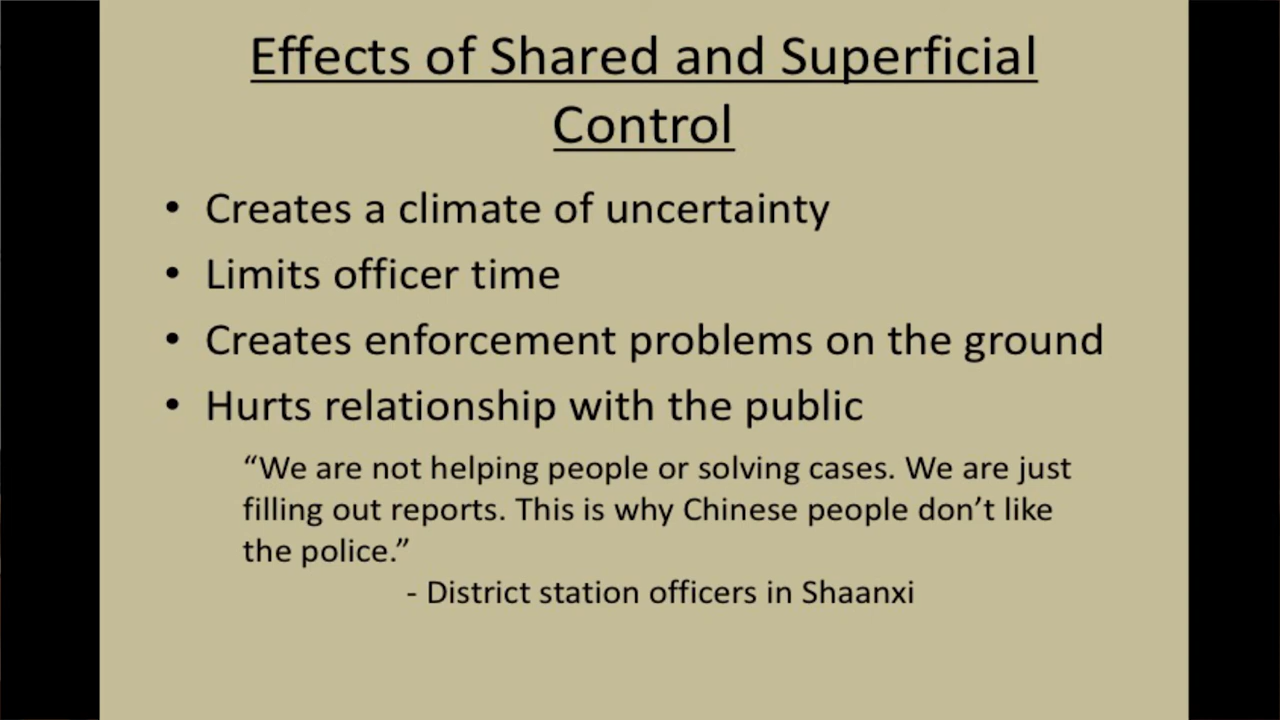 Effects of Shared and Superficial
Control
• Creates a climate of uncertainty
• Limits officer time
• Creates enforcement problems on the ground
• Hurts relationship with the public
“We are not helping people or solving cases. We are just
filling out reports. This is why Chinese people don’t like
the police.”
- District station officers in Shaanxi